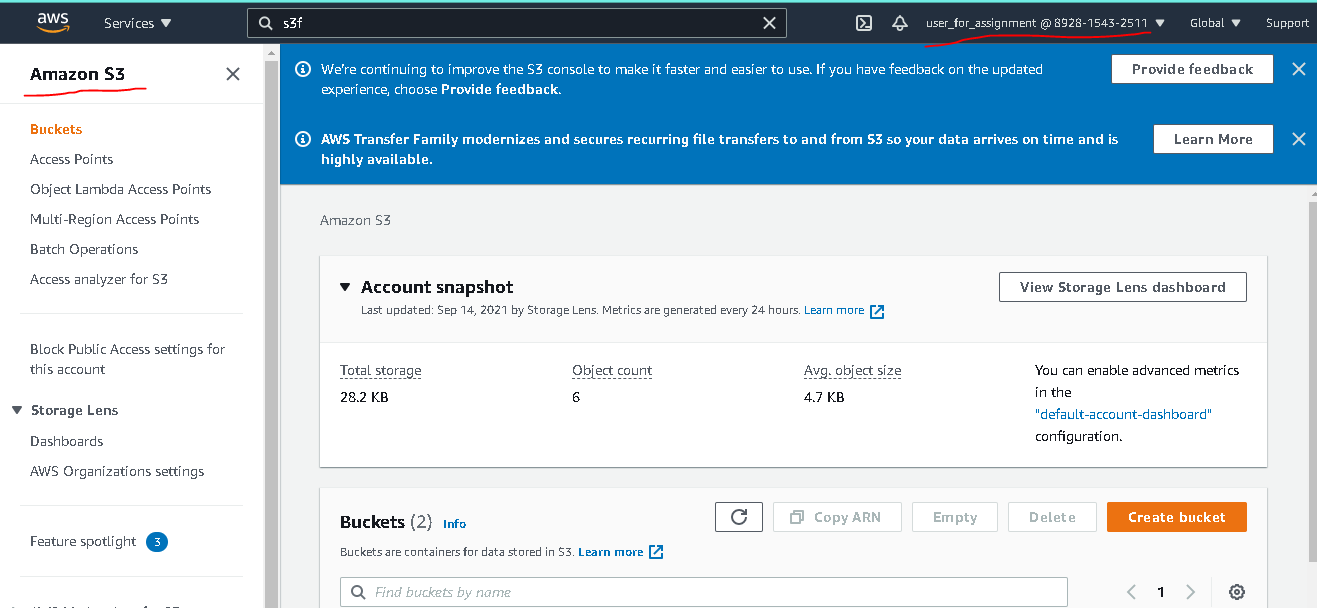 aws
Services
s3f
user_for_assignment @ 8928-1543-2511
Global
Support
Amazon S3
Buckets
Access Points
Object Lambda Access Points
Multi-Region Access Points
Batch Operations
Access analyzer for S3
Block Public Access settings for
this account
Storage Lens
Dashboards
AWS Organizations settings
Feature spotlight 3
We're continuing to improve the S3 console to make it faster and easier to use. If you have feedback on the updated
experience, choose Provide feedback.
Provide feedback
AWS Transfer Family modernizes and secures recurring file transfers to and from S3 so your data arrives on time and is
highly available.
Learn More
Amazon S3
Account snapshot
Last updated: Sep 14, 2021 by Storage Lens. Metrics are generated every 24 hours. Learn more
View Storage Lens dashboard
Total storage
28.2 KB
Object count
6
Avg. object size
4.7 KB
You can enable advanced metrics
in the
"default-account-dashboard"
configuration.
Buckets (2) Info
Copy ARN
Empty
Delete
Create bucket
Buckets are containers for data stored in S3. Learn more
Find buckets by name
1